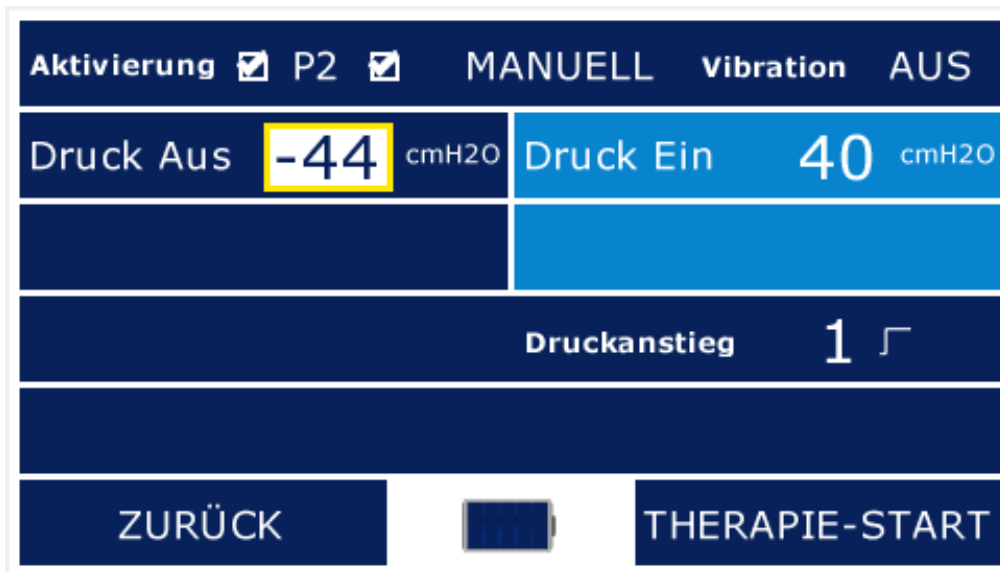 Aktivierung P2 MANUELL Vibration AUS
Druck Aus -44 cmH2O Druck Ein 40 cmH2O
Druckanstieg 1
ZURÜCK THERAPIE-START